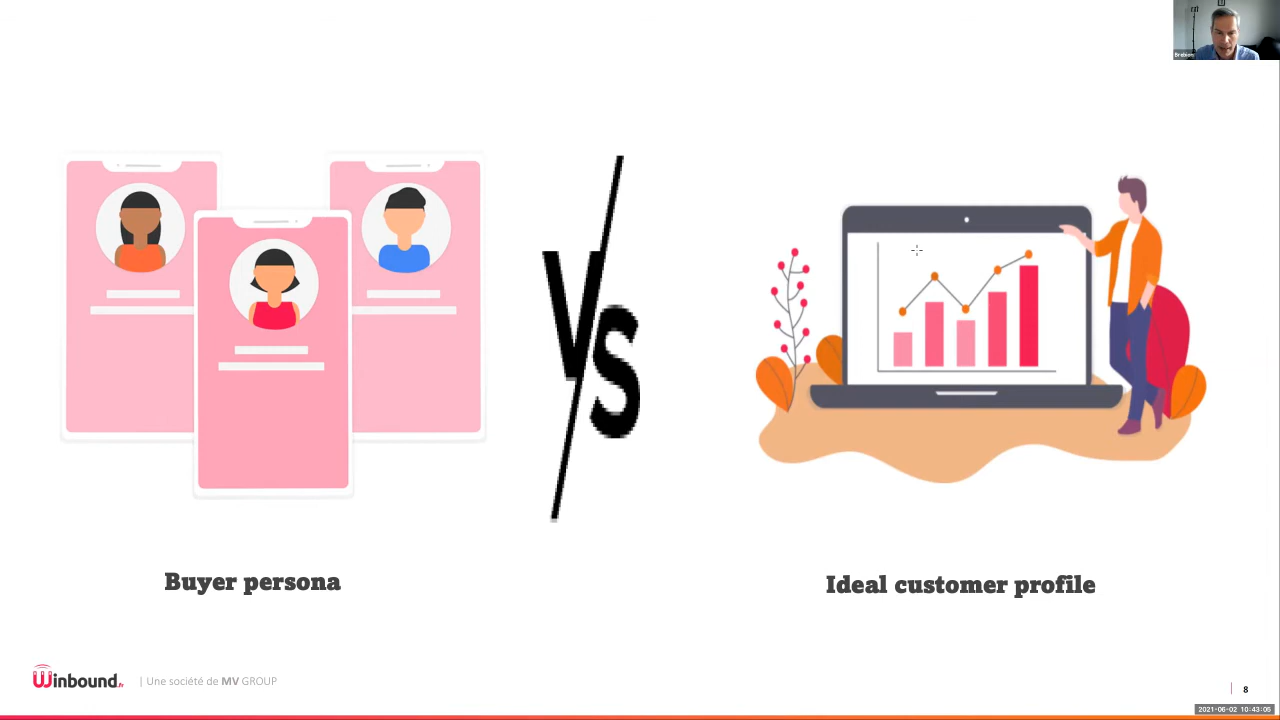 VS
Buyer persona
Ideal customer profile
Winbound.fr
| Une société de MV GROUP
| 8
2021-06-02 10:43:05